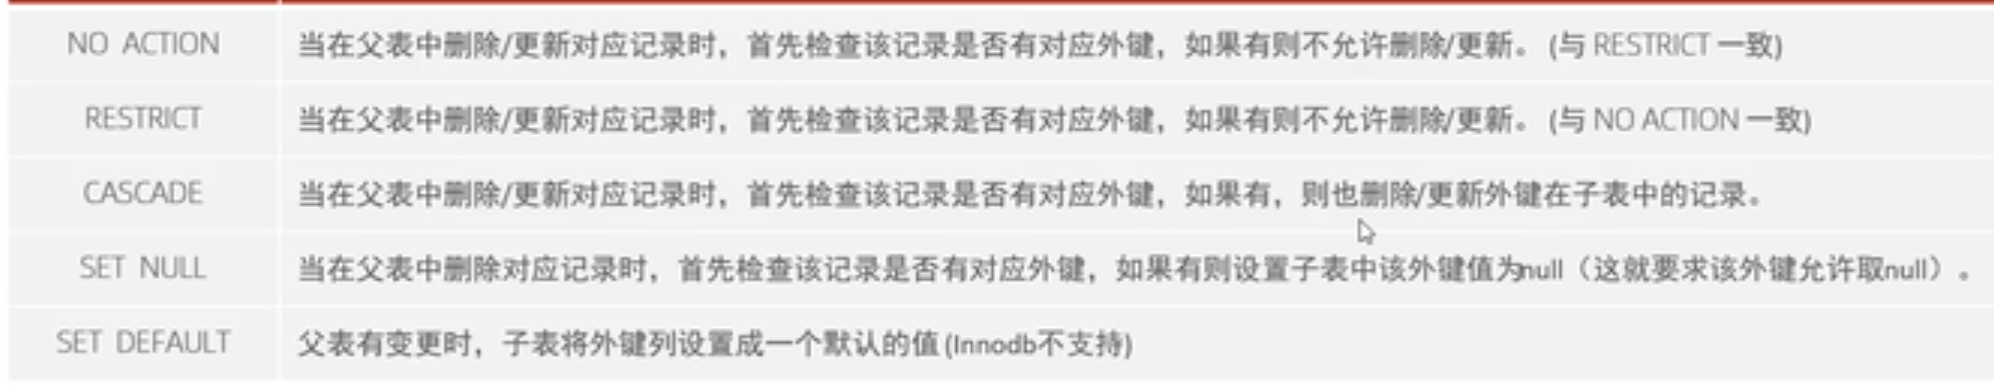 NO ACTION 当在父表中删除/更新对应记录时，首先检查该记录是否有对应外键，如果有则不允许删除/更新。 (与 RESTRICT 一致)
RESTRICT 当在父表中删除/更新对应记录时，首先检查该记录是否有对应外键，如果有则不允许删除/更新。 (与 NO ACTION 一致)
CASCADE 当在父表中删除/更新对应记录时，首先检查该记录是否有对应外键，如果有，则也删除/更新外键在子表中的记录。
SET NULL 当在父表中删除对应记录时，首先检查该记录是否有对应外键，如果有则设置子表中该外键值为null（这就要求该外键允许取null）。
SET DEFAULT 父表有变更时，子表将外键列设置成一个默认的值 (Innodb不支持)